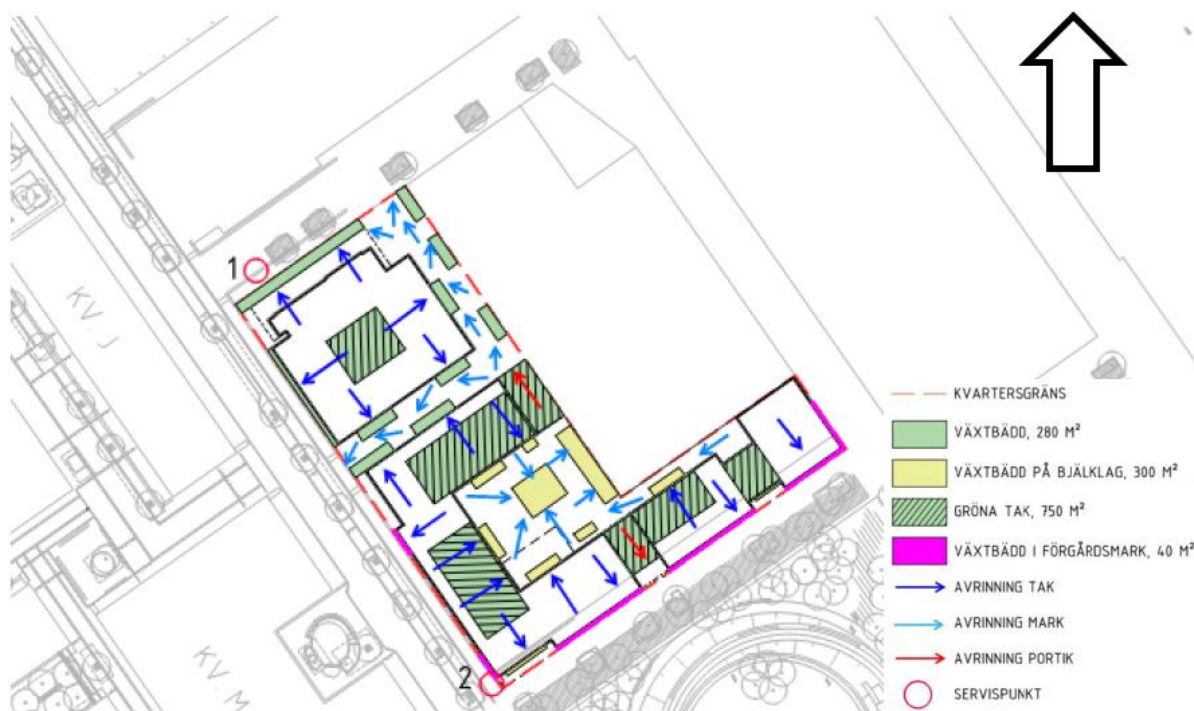 1
KV. J
KV. M
2
KVARTERSGRÄNS
VÄXTBÄDD, 280 M²
VÄXTBÄDD PÅ BJÄLKLAG, 300 M²
GRÖNA TAK, 750 M²
VÄXTBÄDD I FÖRGÅRDSMARK, 40 M²
AVRINNING TAK
AVRINNING MARK
AVRINNING PORTIK
SERVISPUNKT